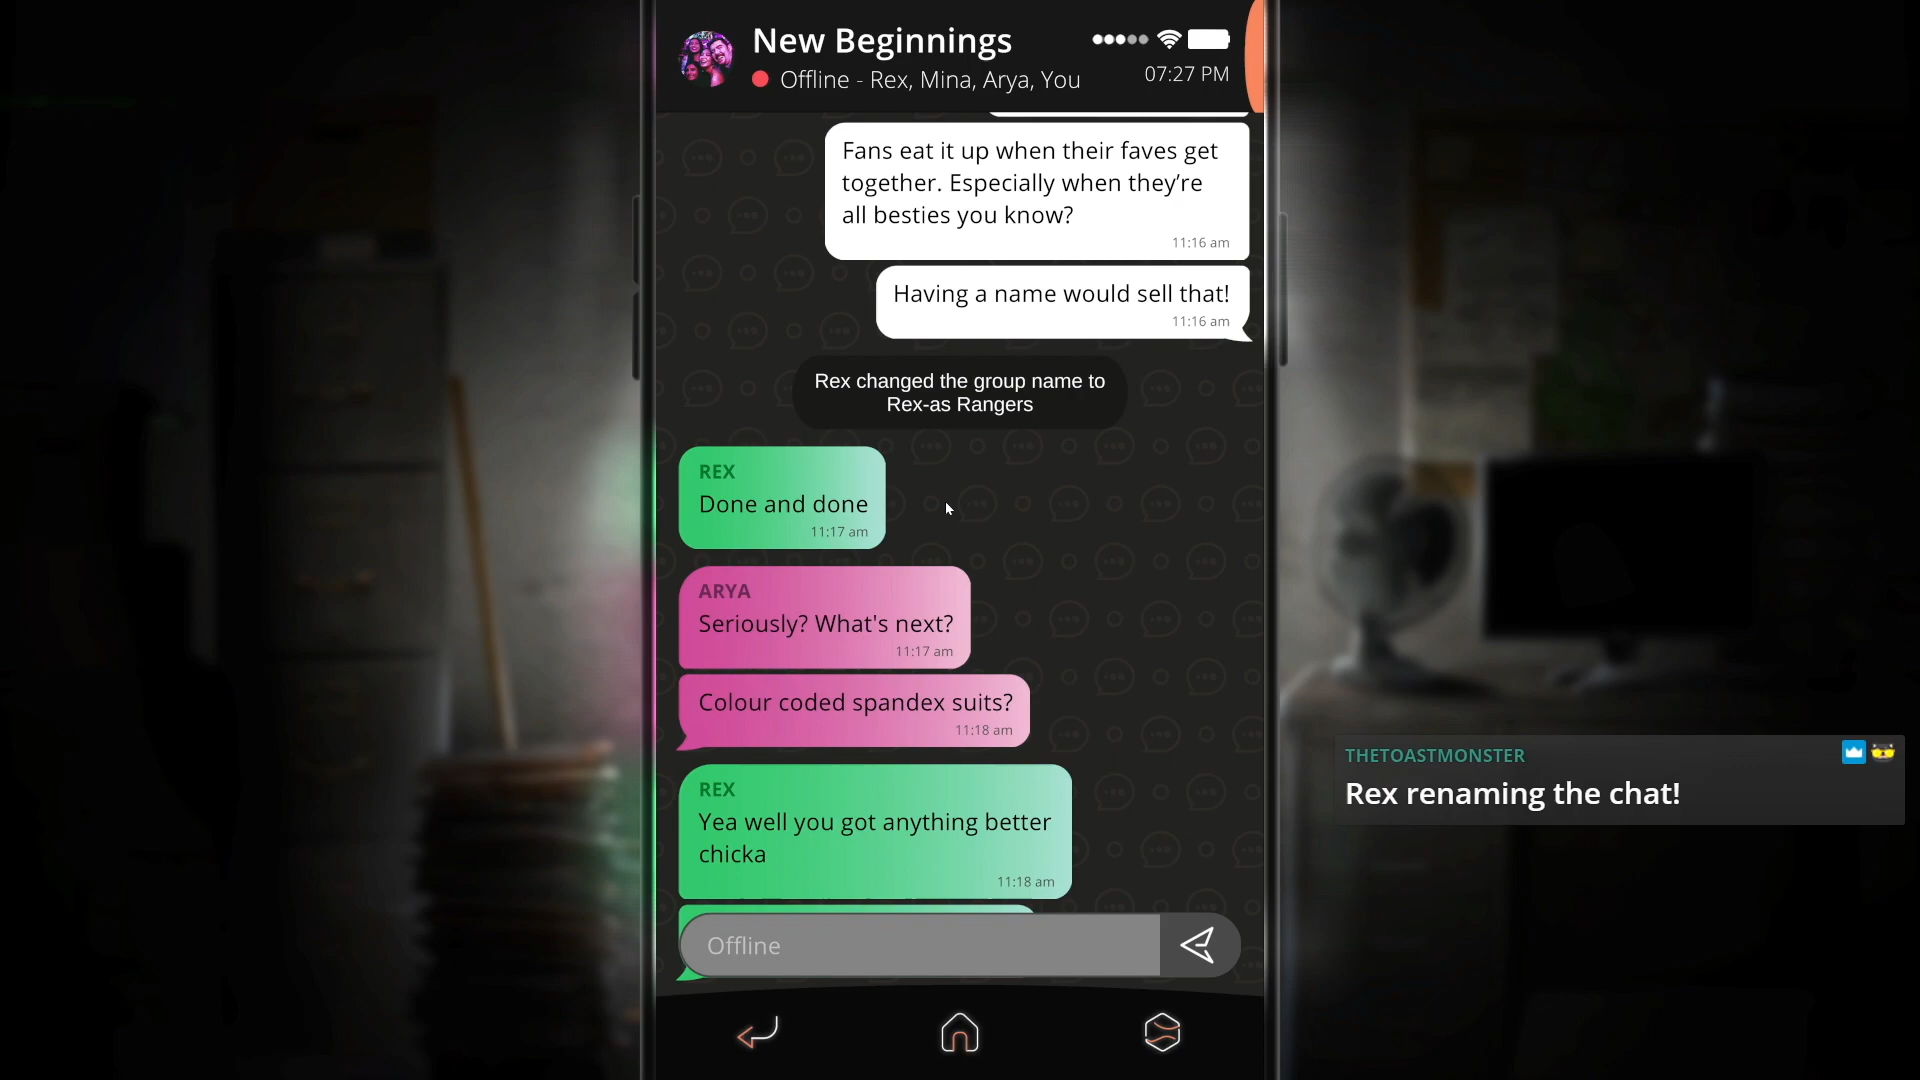 New Beginnings
Offline - Rex, Mina, Arya, You
07:27 PM
Fans eat it up when their faves get
together. Especially when they’re
all besties you know?
11:16 am
Having a name would sell that!
11:16 am
Rex changed the group name to
Rex-as Rangers
REX
Done and done
11:17 am
ARYA
Seriously? What's next?
11:17 am
Colour coded spandex suits?
11:18 am
REX
Yea well you got anything better
chicka
11:18 am
Offline
THETOASTMONSTER
Rex renaming the chat!